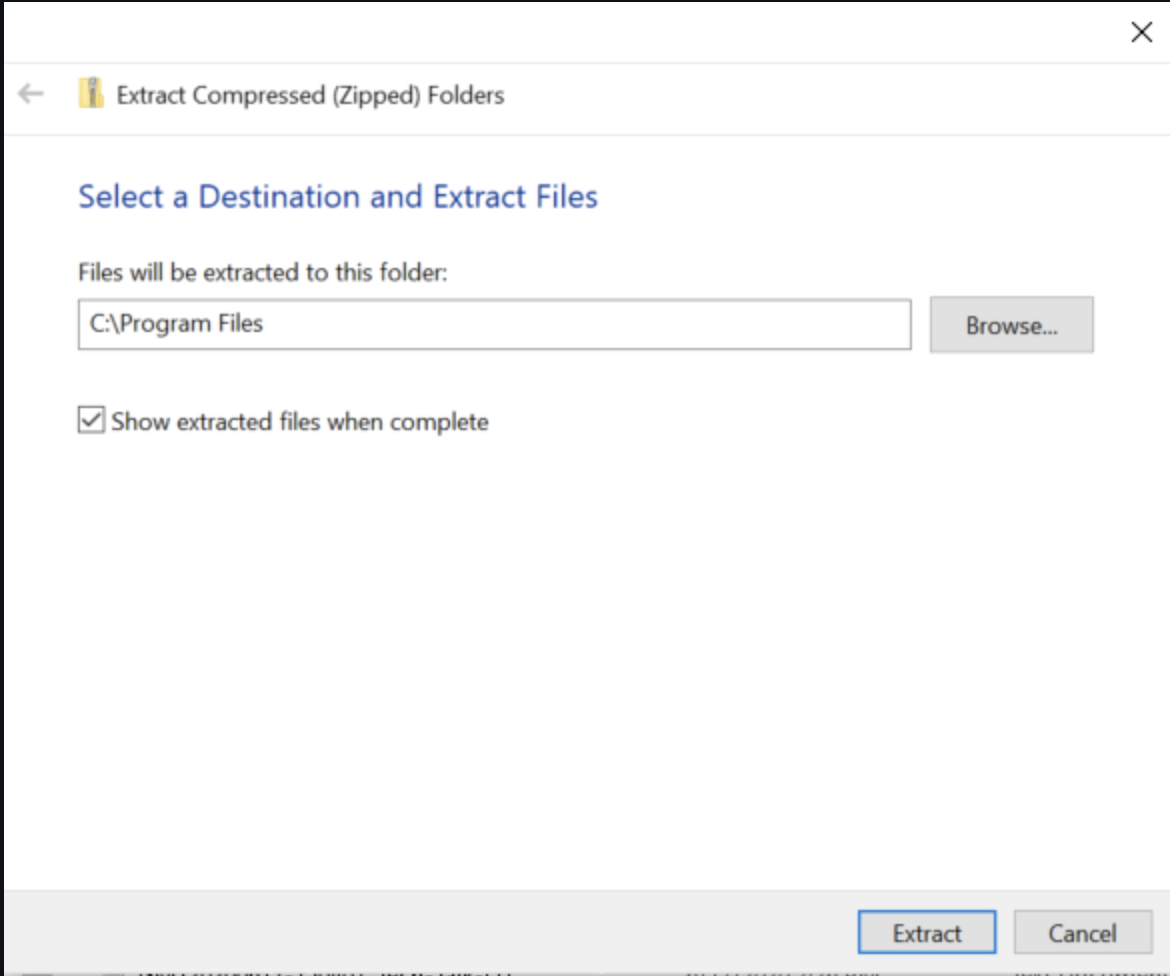 Extract Compressed (Zipped) Folders
Select a Destination and Extract Files
Files will be extracted to this folder:
C:\Program Files
Browse...
Show extracted files when complete
Extract
Cancel